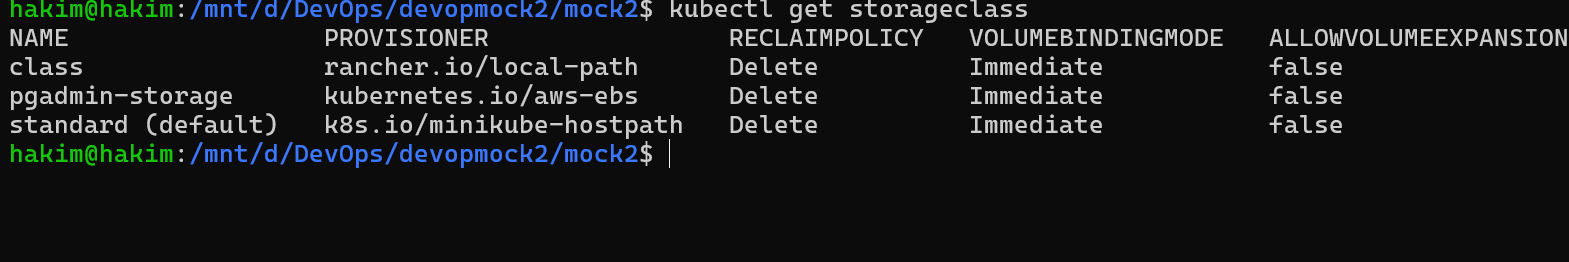 hakim@hakim:/mnt/d/DevOps/devopmock2/mock2$ kubectl get storageclass
NAME                 PROVISIONER                RECLAIMPOLICY   VOLUMEBINDINGMODE   ALLOWVOLUMEEXPANSION
class                rancher.io/local-path      Delete          Immediate           false
pgadmin-storage      kubernetes.io/aws-ebs      Delete          Immediate           false
standard (default)   k8s.io/minikube-hostpath   Delete          Immediate           false
hakim@hakim:/mnt/d/DevOps/devopmock2/mock2$